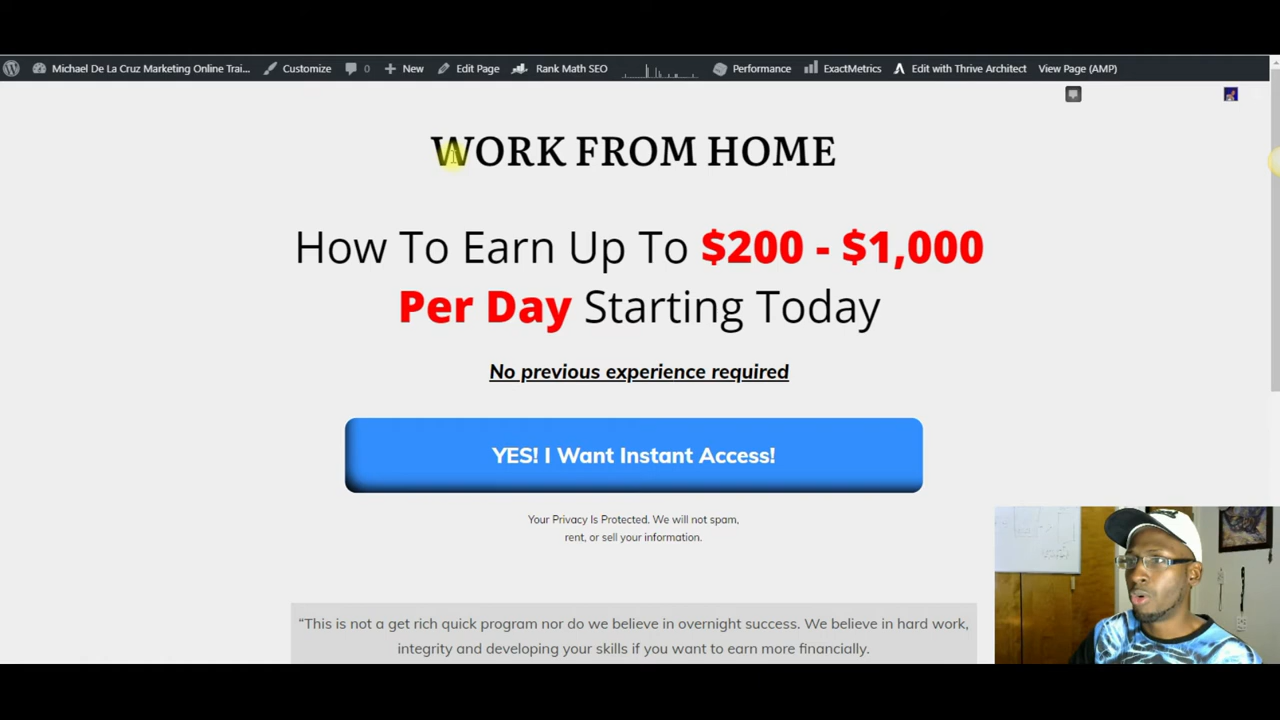 Michael De La Cruz Marketing Online Trai... Customize 0 New Edit Page Rank Math SEO Performance ExactMetrics Edit with Thrive Architect View Page (AMP)
WORK FROM HOME
How To Earn Up To $200 - $1,000
Per Day Starting Today
No previous experience required
YES! I Want Instant Access!
Your Privacy Is Protected. We will not spam,
rent, or sell your information.
“This is not a get rich quick program nor do we believe in overnight success. We believe in hard work,
integrity and developing your skills if you want to earn more financially.